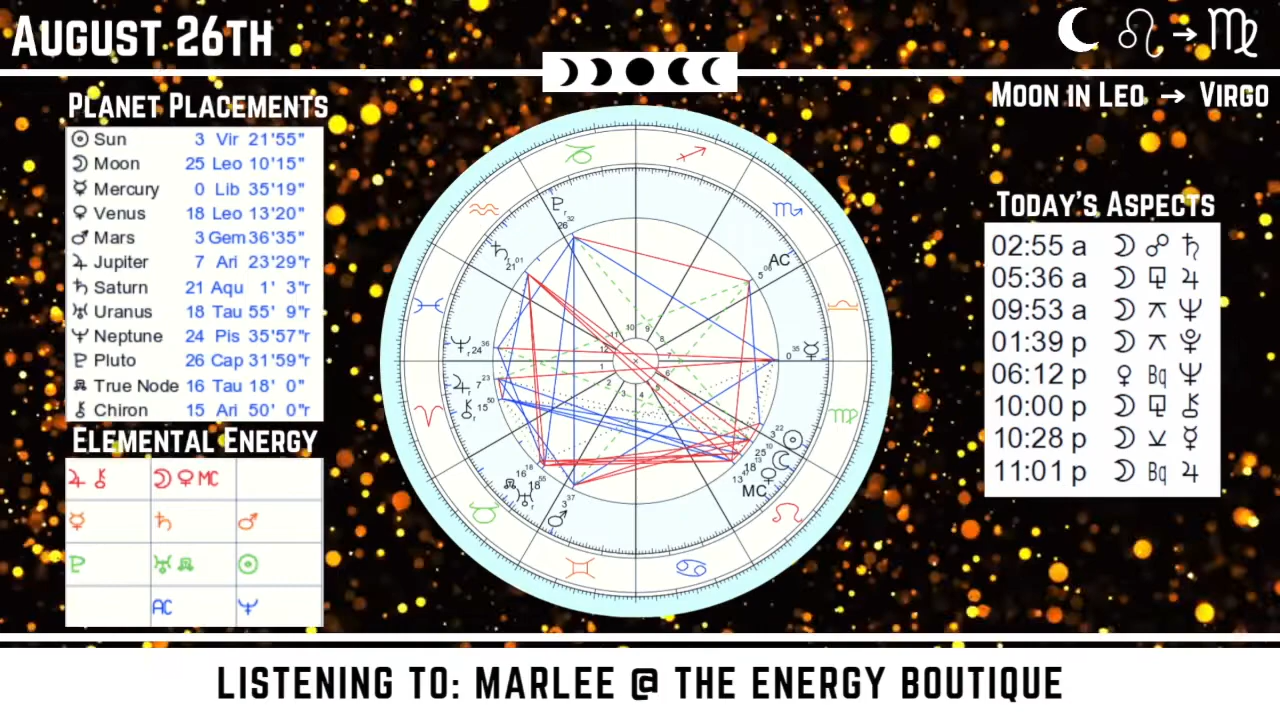 August 26th
Moon in Leo → Virgo
Planet Placements
☉ Sun 3 Vir 21'55"
☽ Moon 25 Leo 10'15"
☿ Mercury 0 Lib 35'19"
♀ Venus 18 Leo 13'20"
♂ Mars 3 Gem 36'35"
♃ Jupiter 7 Ari 23'29"r
♄ Saturn 21 Aqu 1' 3"r
♅ Uranus 18 Tau 55' 9"r
♆ Neptune 24 Pis 35'57"r
♇ Pluto 26 Cap 31'59"r
☊ True Node 16 Tau 18' 0"
⚷ Chiron 15 Ari 50' 0"r
Elemental Energy
MC
AC
AC
MC
Today's Aspects
02:55 a ☽ ☍ ♄
05:36 a ☽ ⚼ ♃
09:53 a ☽ ⚻ ♆
01:39 p ☽ ⚻ ♇
06:12 p ♀ Bq ♆
10:00 p ☽ ⚼ ⚷
10:28 p ☽ ⚺ ☿
11:01 p ☽ Bq ♃
Listening to: Marlee @ The Energy Boutique